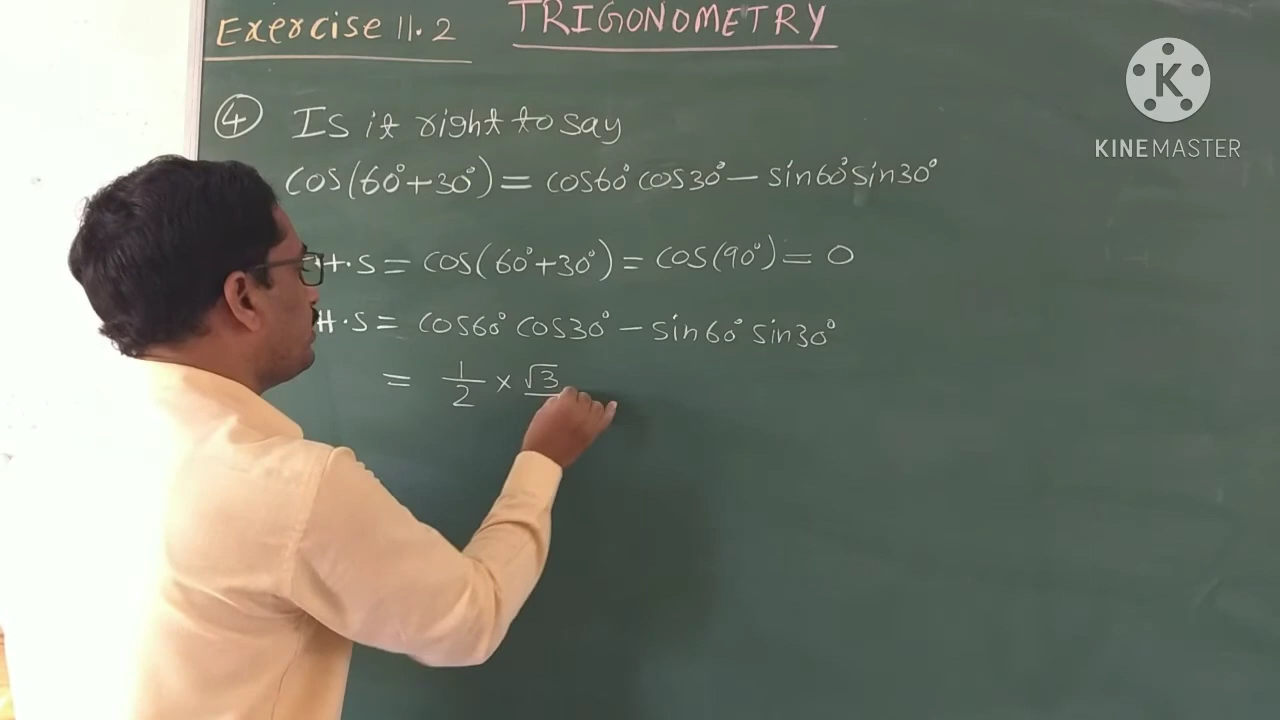 Exercise 11.2 TRIGONOMETRY
K
KINEMASTER
④ Is it right to say
cos(60°+30°) = cos60° cos30° − sin60° sin30°
H.S = cos(60°+30°) = cos(90°) = 0
H.S = cos60° cos30° − sin60° sin30°
= 1/2 × √3